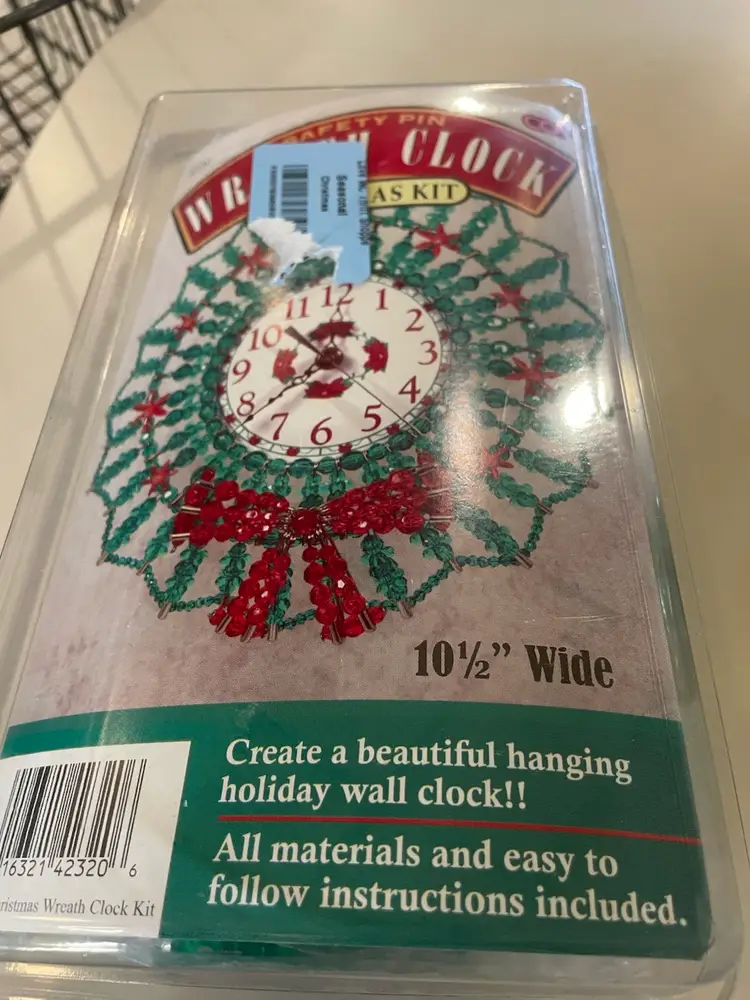 SAFETY PIN
WR H CLOCK
AS KIT
Seasonal
Christmas
12
1
2
3
4
5
6
7
8
9
10
11
10½” Wide
Create a beautiful hanging
holiday wall clock!!
All materials and easy to
follow instructions included.
16321 42320 6
ristmas Wreath Clock Kit